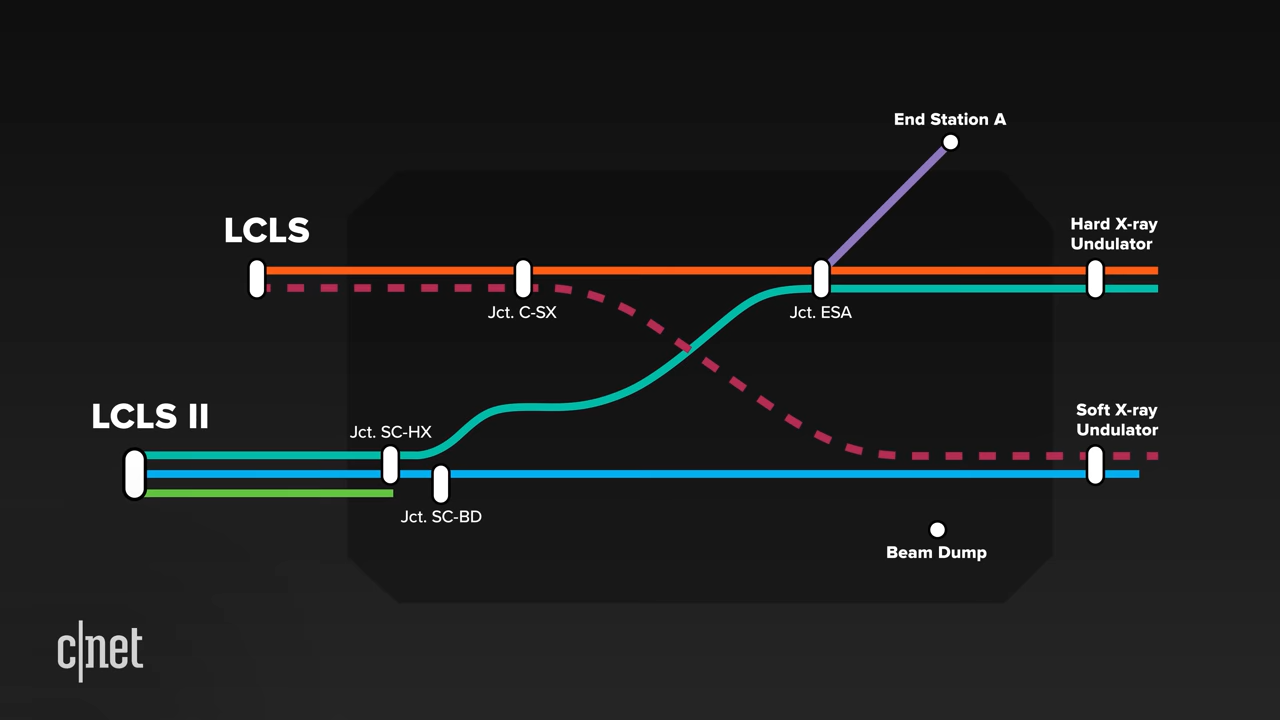 End Station A
LCLS
Hard X-ray
Undulator
Jct. C-SX
Jct. ESA
LCLS II
Jct. SC-HX
Soft X-ray
Undulator
Jct. SC-BD
Beam Dump
c|net